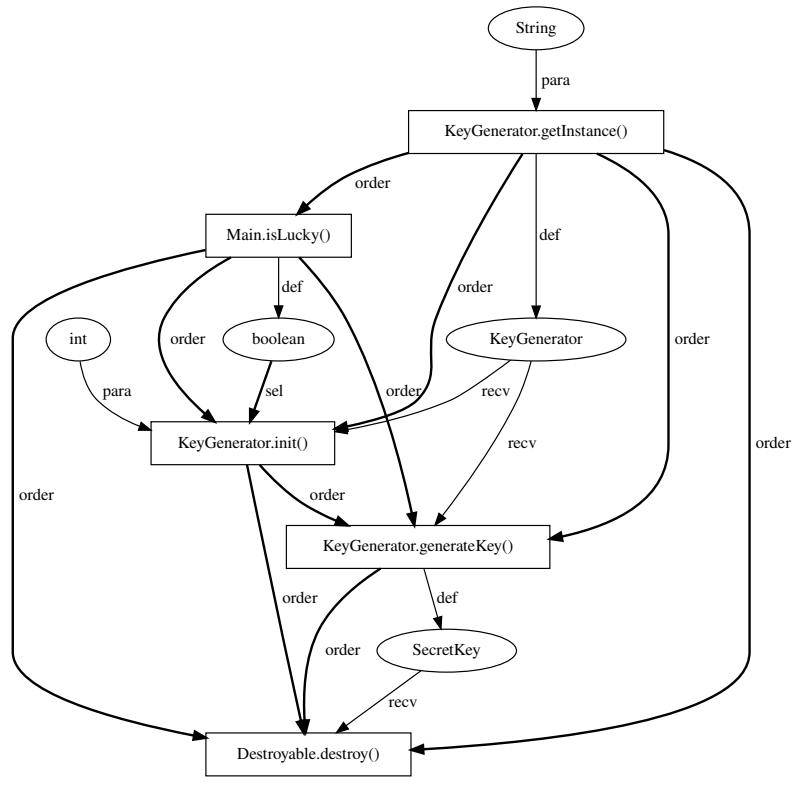 String
para
KeyGenerator.getInstance()
order
Main.isLucky()
def
def
order
order
int
boolean
KeyGenerator
order
para
sel
order
recv
KeyGenerator.init()
recv
order
order
order
KeyGenerator.generateKey()
order
def
order
SecretKey
recv
Destroyable.destroy()